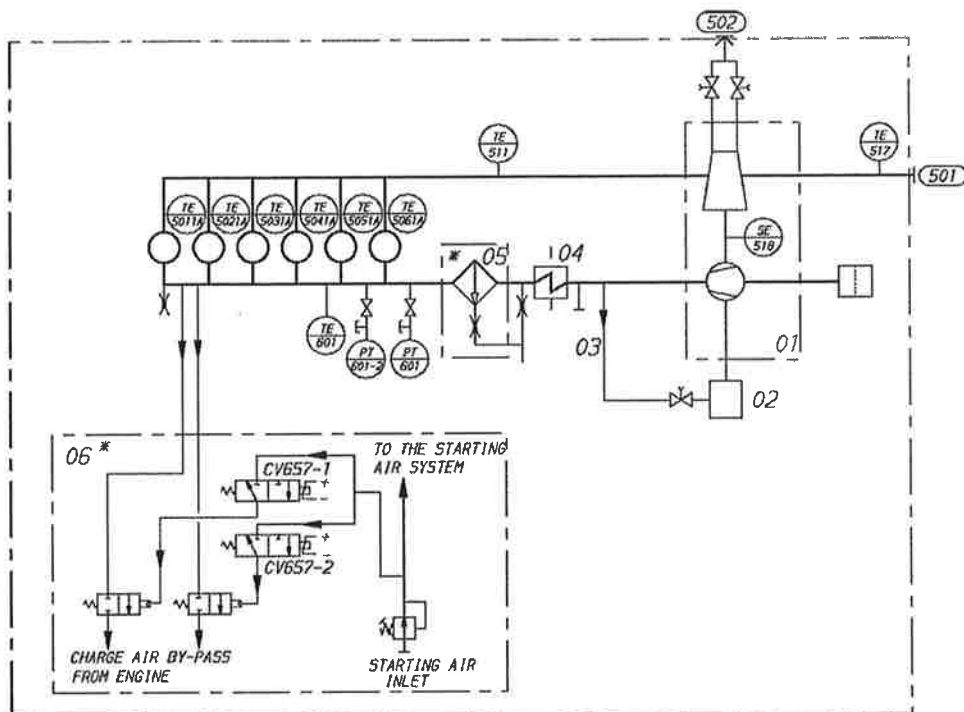 502
TE 511
TE 517
501
TE 5011A
TE 5021A
TE 5031A
TE 5041A
TE 5051A
TE 5061A
SE 518
* 05
04
TE 601
PT 601-2
PT 601
03
01
02
06 *
CV657-1
TO THE STARTING
AIR SYSTEM
CV657-2
CHARGE AIR BY-PASS
FROM ENGINE
STARTING AIR
INLET